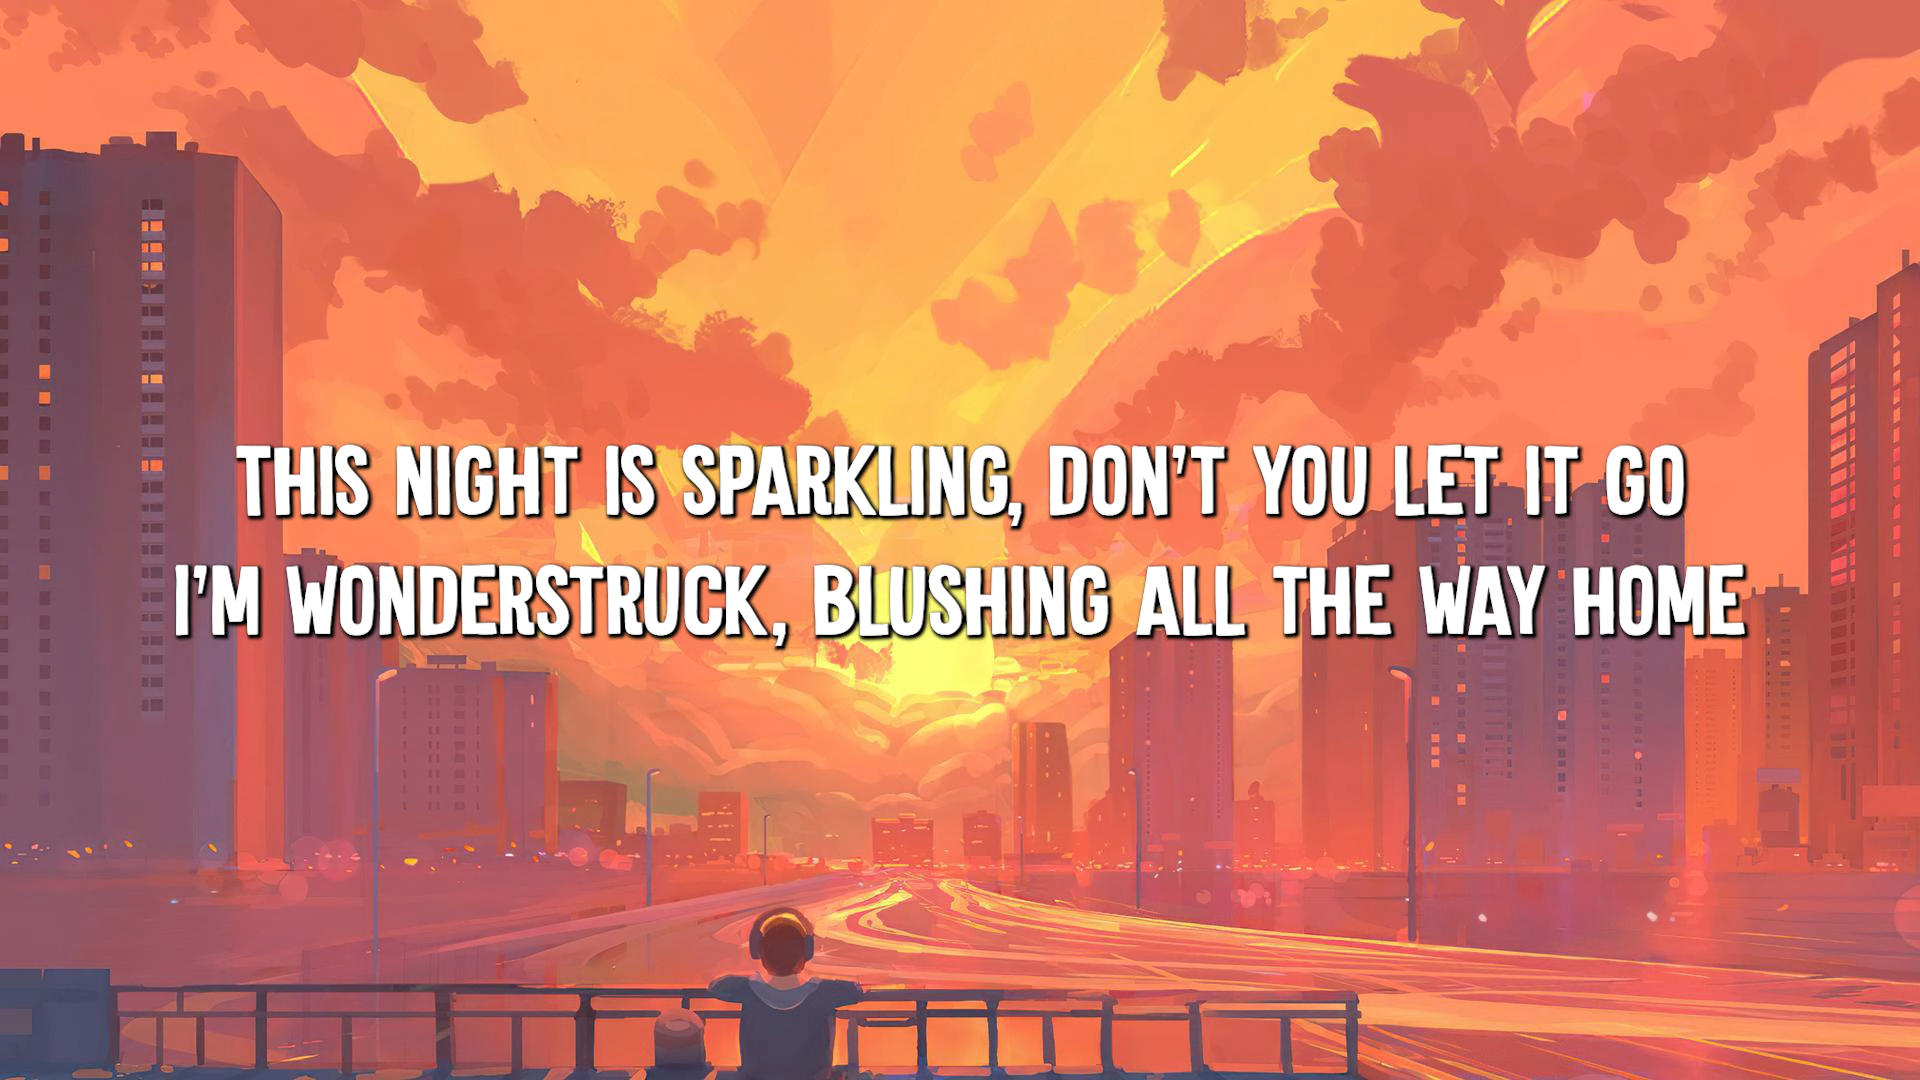 THIS NIGHT IS SPARKLING, DON'T YOU LET IT GO
I'M WONDERSTRUCK, BLUSHING ALL THE WAY HOME